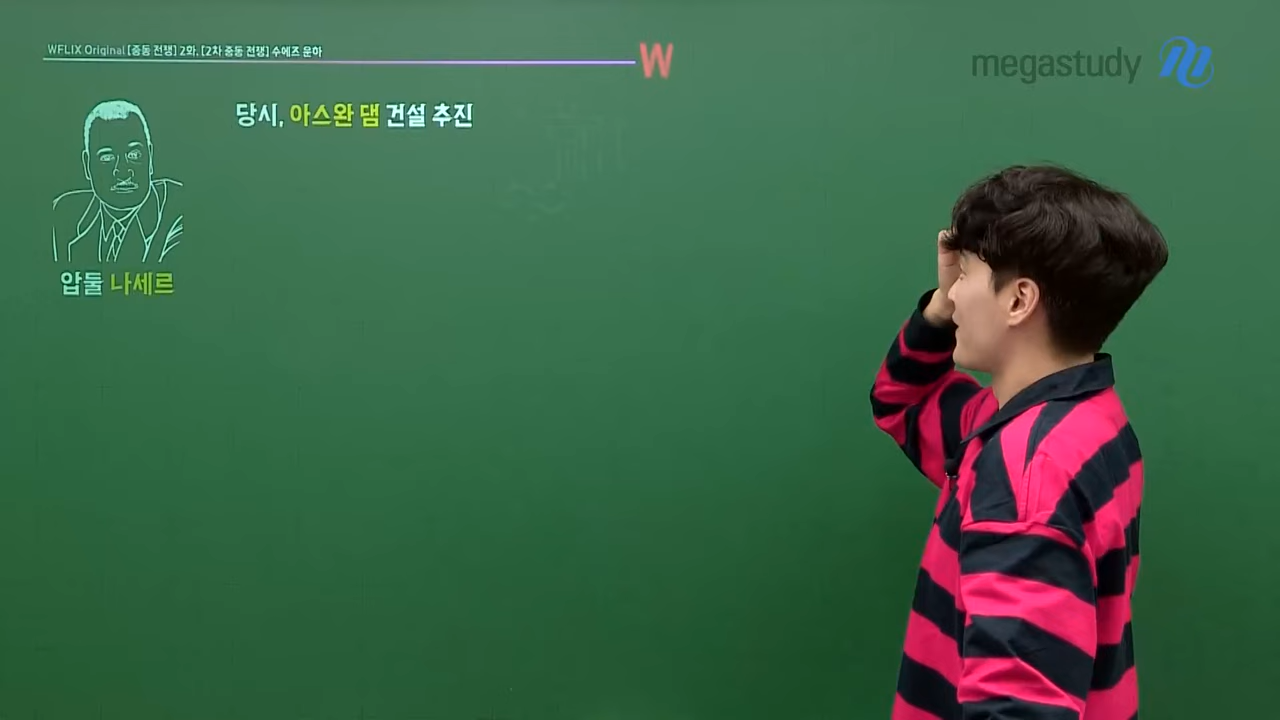 WFLIX Original [중동 전쟁] 2화, [2차 중동 전쟁] 수에즈 운하
W
megastudy
당시, 아스완 댐 건설 추진
압둘 나세르